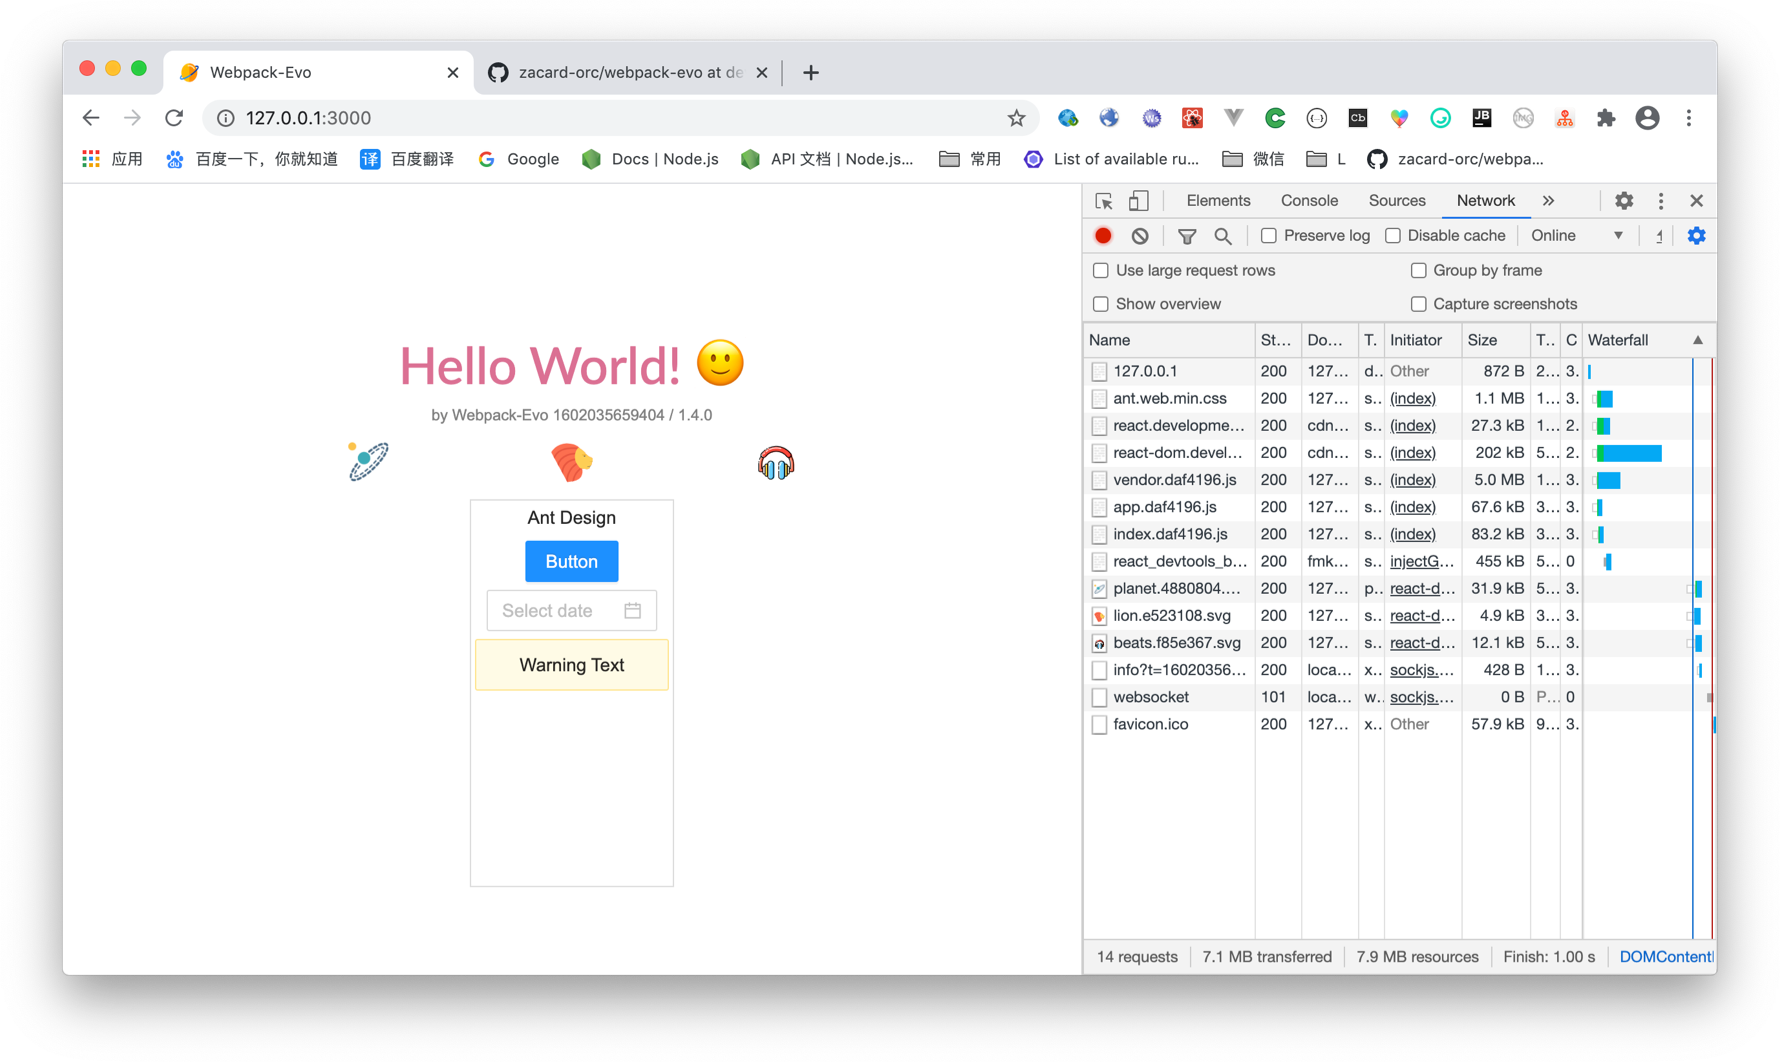 Webpack-Evo
zacard-orc/webpack-evo at de
127.0.0.1:3000
应用
百度一下，你就知道
译 百度翻译
Google
Docs | Node.js
API 文档 | Node.js...
常用
List of available ru...
微信
L
zacard-orc/webpa...
Hello World!
by Webpack-Evo 1602035659404 / 1.4.0
Ant Design
Button
Select date
Warning Text
Elements Console Sources Network »
Preserve log Disable cache Online
Use large request rows Group by frame
Show overview Capture screenshots
Name St... Do... T. Initiator Size T.. C Waterfall
127.0.0.1 200 127... d.. Other 872 B 2... 3.
ant.web.min.css 200 127... s.. (index) 1.1 MB 1... 3.
react.developme... 200 cdn... s.. (index) 27.3 kB 1... 2.
react-dom.devel... 200 cdn... s.. (index) 202 kB 5... 2.
vendor.daf4196.js 200 127... s.. (index) 5.0 MB 1... 3.
app.daf4196.js 200 127... s.. (index) 67.6 kB 3... 3.
index.daf4196.js 200 127... s.. (index) 83.2 kB 3... 3.
react_devtools_b... 200 fmk... s.. injectG... 455 kB 5... 0
planet.4880804.... 200 127... p.. react-d... 31.9 kB 5... 3.
lion.e523108.svg 200 127... s.. react-d... 4.9 kB 3... 3.
beats.f85e367.svg 200 127... s.. react-d... 12.1 kB 5... 3.
info?t=16020356... 200 loca... x.. sockjs.... 428 B 1... 3.
websocket 101 loca... w.. sockjs.... 0 B P... 0
favicon.ico 200 127... x.. Other 57.9 kB 9... 3.
14 requests 7.1 MB transferred 7.9 MB resources Finish: 1.00 s DOMContentl